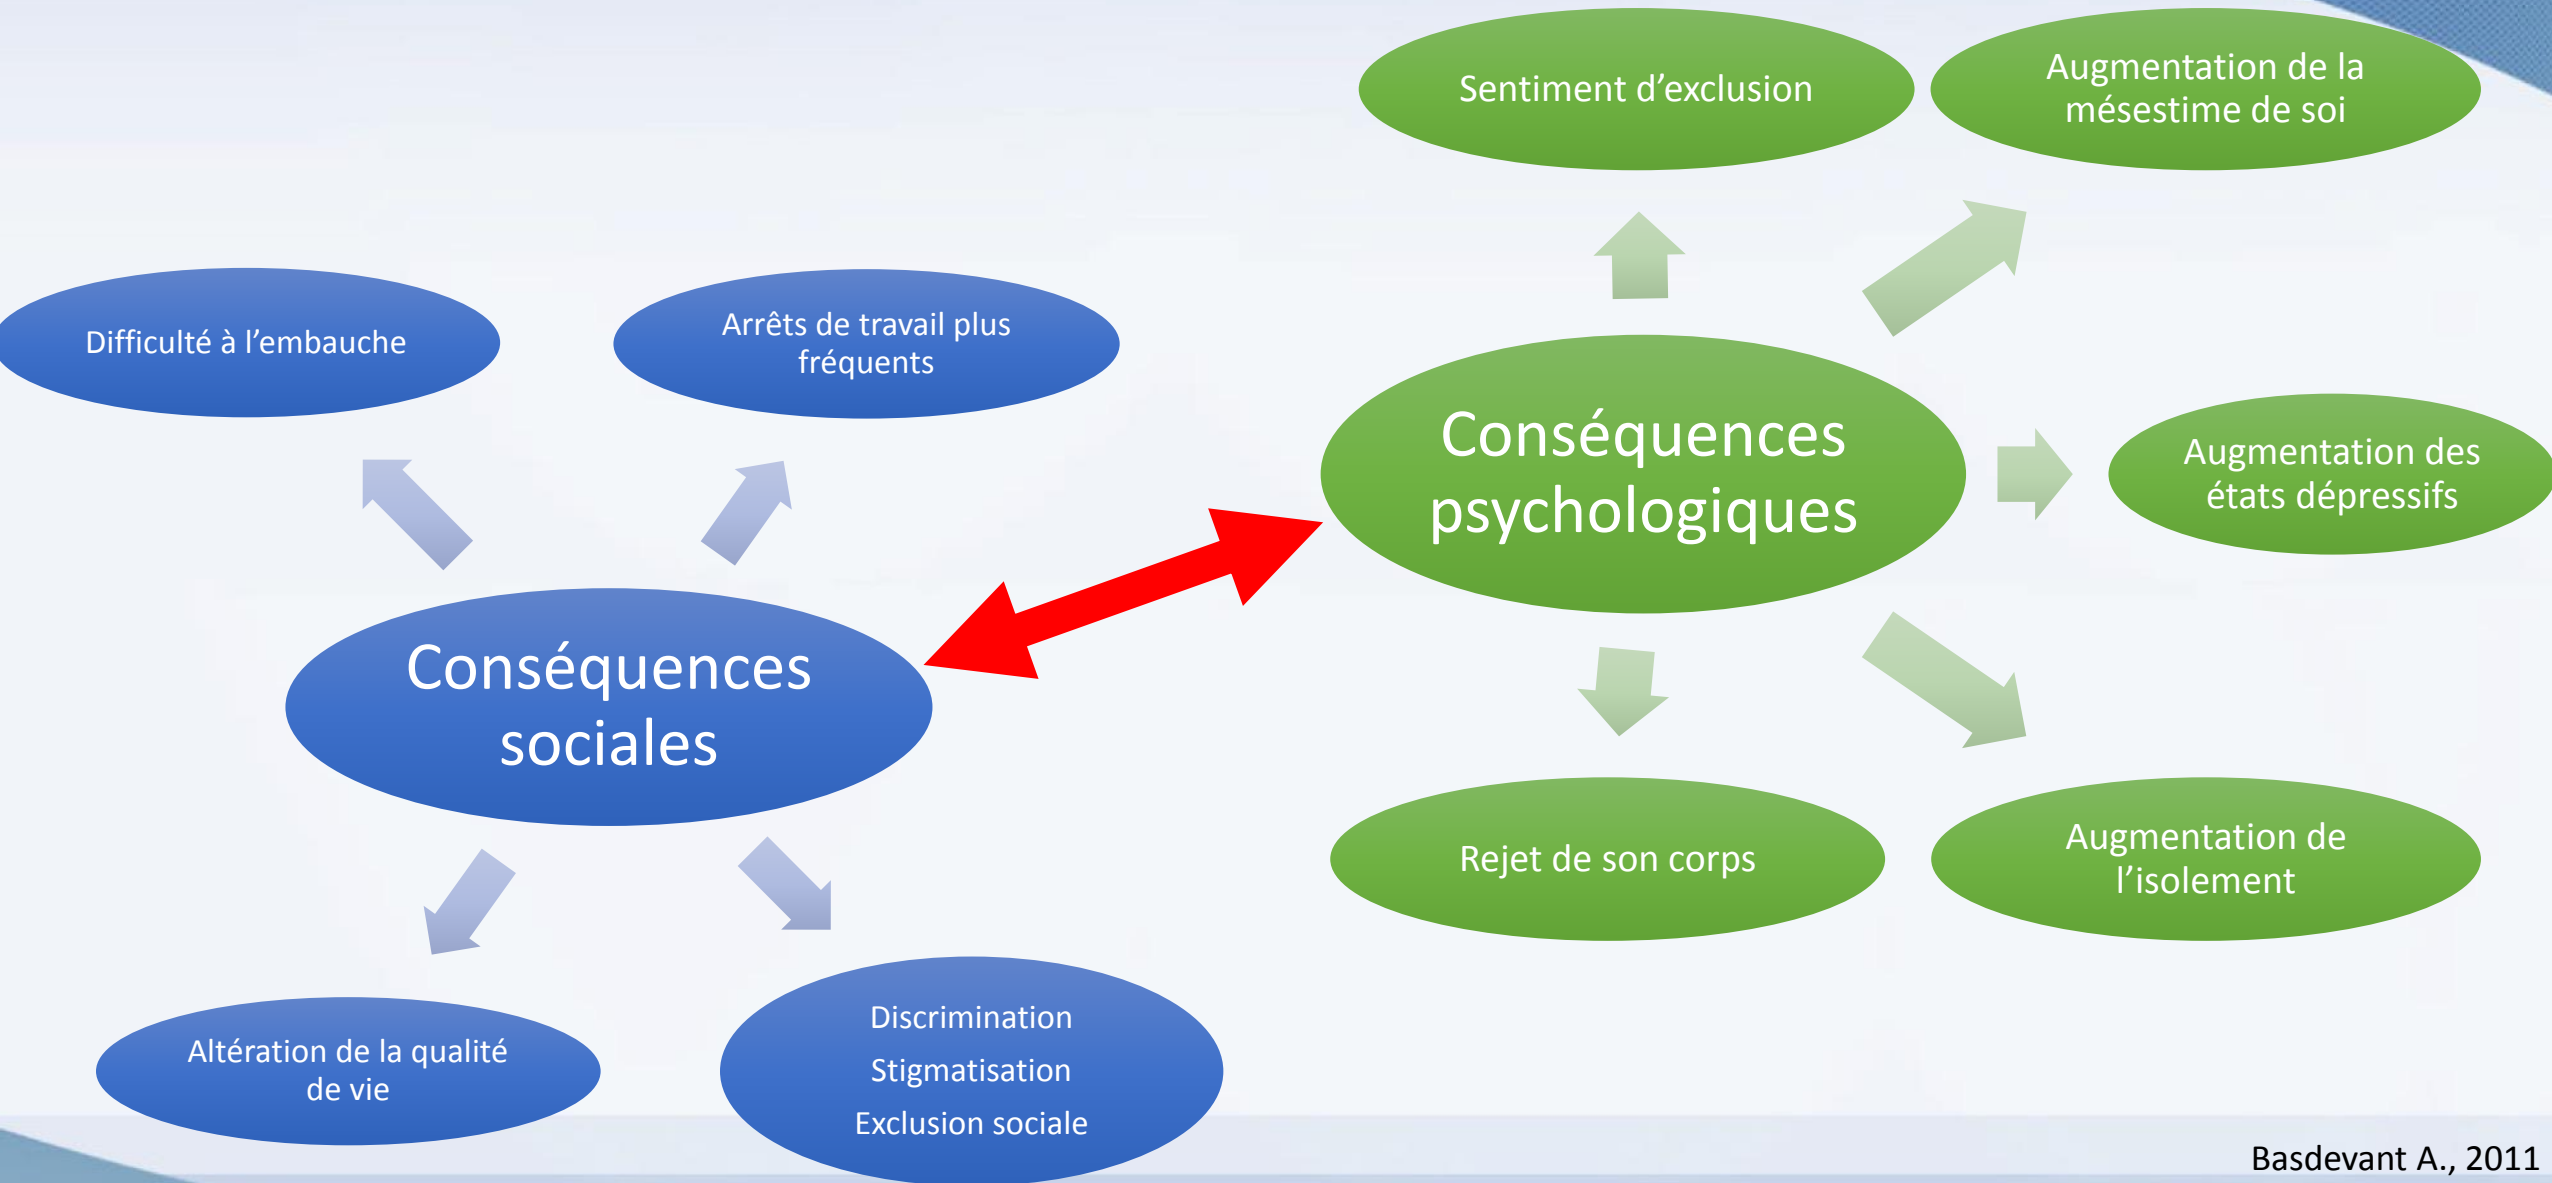 Sentiment d'exclusion
Augmentation de la
mésestime de soi
Difficulté à l’embauche
Arrêts de travail plus
fréquents
Conséquences
psychologiques
Augmentation des
états dépressifs
Conséquences
sociales
Rejet de son corps
Augmentation de
l’isolement
Altération de la qualité
de vie
Discrimination
Stigmatisation
Exclusion sociale
Basdevant A., 2011